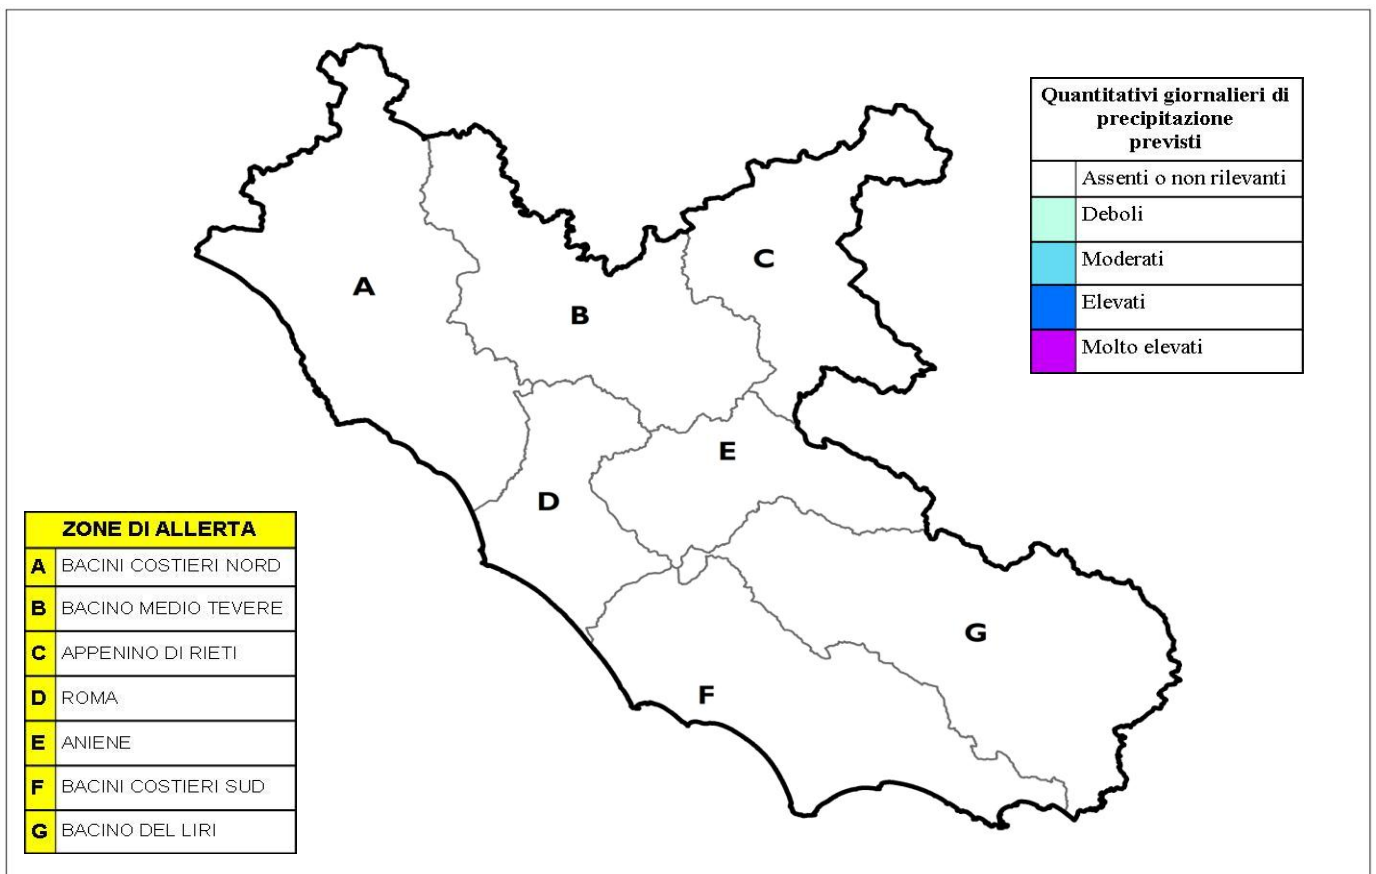 Quantitativi giornalieri di
precipitazione
previsti
Assenti o non rilevanti
Deboli
Moderati
Elevati
Molto elevati
A
B
C
D
E
F
G
ZONE DI ALLERTA
A BACINI COSTIERI NORD
B BACINO MEDIO TEVERE
C APPENINO DI RIETI
D ROMA
E ANIENE
F BACINI COSTIERI SUD
G BACINO DEL LIRI